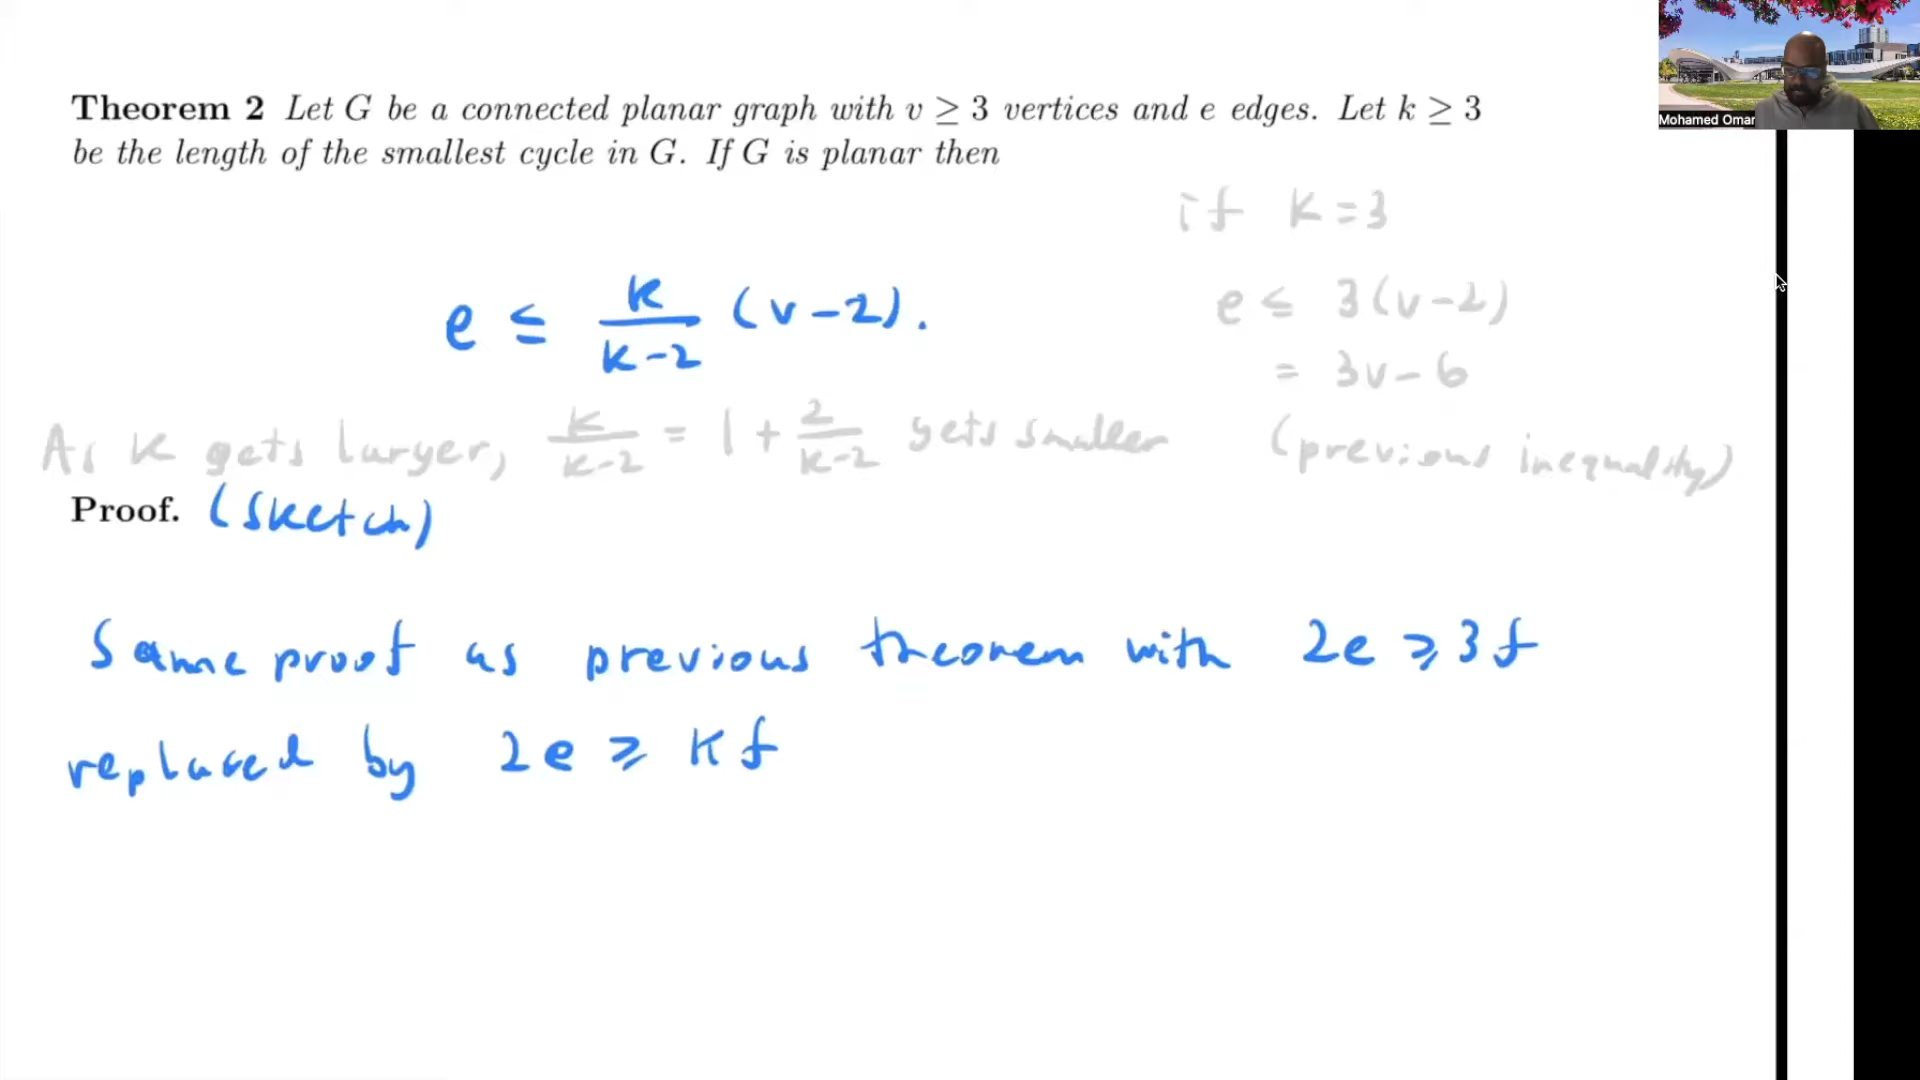 Mohamed Omar
Theorem 2 Let G be a connected planar graph with v ≥ 3 vertices and e edges. Let k ≥ 3
be the length of the smallest cycle in G. If G is planar then
if k = 3
e ≤ k/(k-2) (v-2).
e ≤ 3(v-2)
= 3v-6
(previous inequality)
As k gets larger, k/(k-2) = 1 + 2/(k-2) gets smaller
Proof. (Sketch)
Same proof as previous theorem with 2e ≥ 3f
replaced by 2e ≥ kf